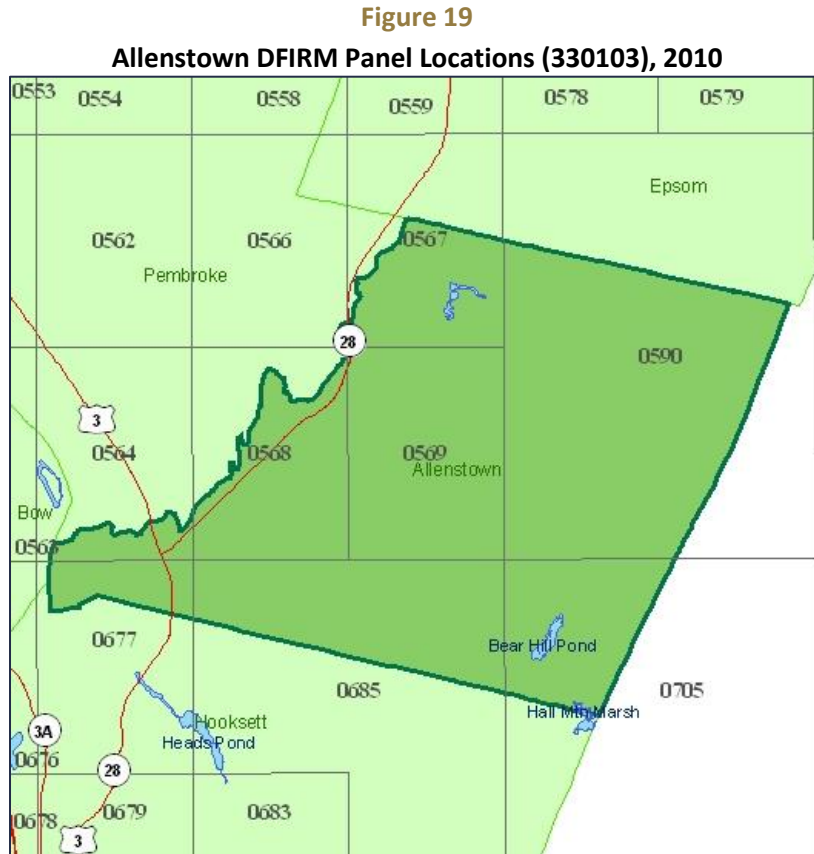 Figure 19
Allenstown DFIRM Panel Locations (330103), 2010
0553
0554
0558
0559
0578
0579
Epsom
0562
0566
0567
Pembroke
28
0590
3
0564
0568
0569
Allenstown
Bow
0563
0677
Bear Hill Pond
0685
0705
Hall Mtn Marsh
Hooksett
3A
Heads Pond
0676
28
0678
0679
0683
3